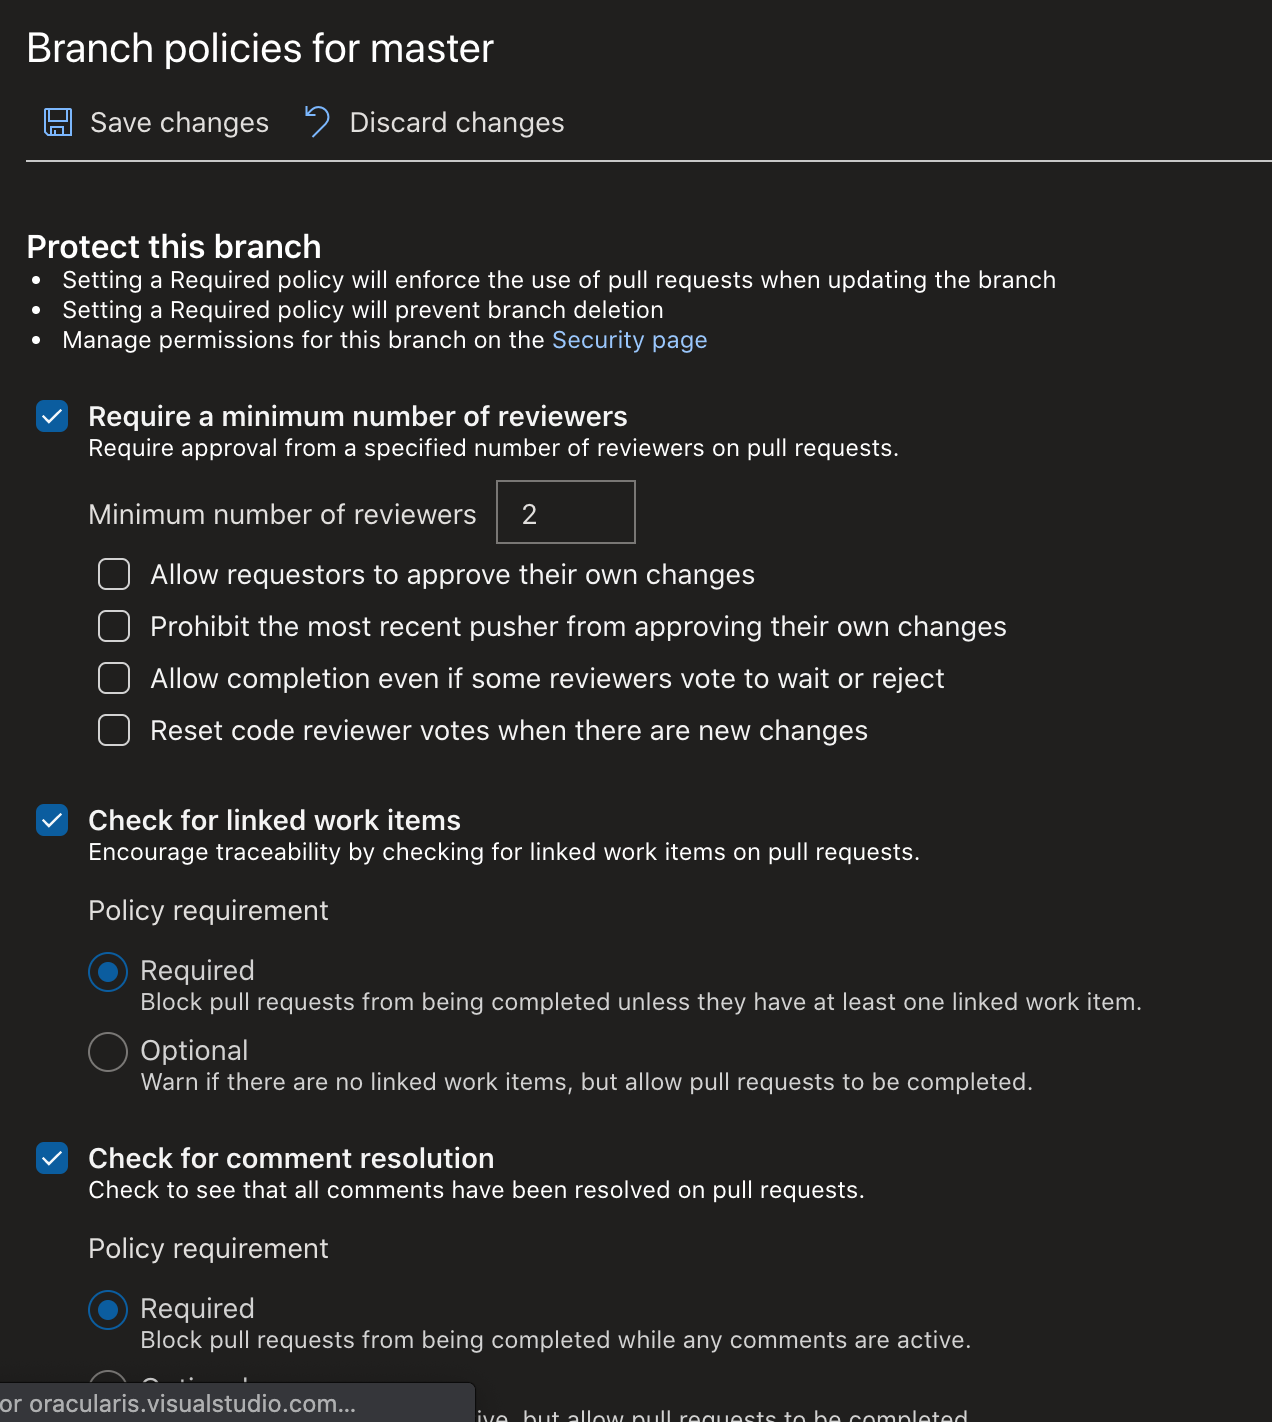 Branch policies for master
Save changes Discard changes
Protect this branch
• Setting a Required policy will enforce the use of pull requests when updating the branch
• Setting a Required policy will prevent branch deletion
• Manage permissions for this branch on the Security page
Require a minimum number of reviewers
Require approval from a specified number of reviewers on pull requests.
Minimum number of reviewers 2
Allow requestors to approve their own changes
Prohibit the most recent pusher from approving their own changes
Allow completion even if some reviewers vote to wait or reject
Reset code reviewer votes when there are new changes
Check for linked work items
Encourage traceability by checking for linked work items on pull requests.
Policy requirement
Required
Block pull requests from being completed unless they have at least one linked work item.
Optional
Warn if there are no linked work items, but allow pull requests to be completed.
Check for comment resolution
Check to see that all comments have been resolved on pull requests.
Policy requirement
Required
Block pull requests from being completed while any comments are active.
or oracularis.visualstudio.com...
ive, but allow pull requests to be completed.